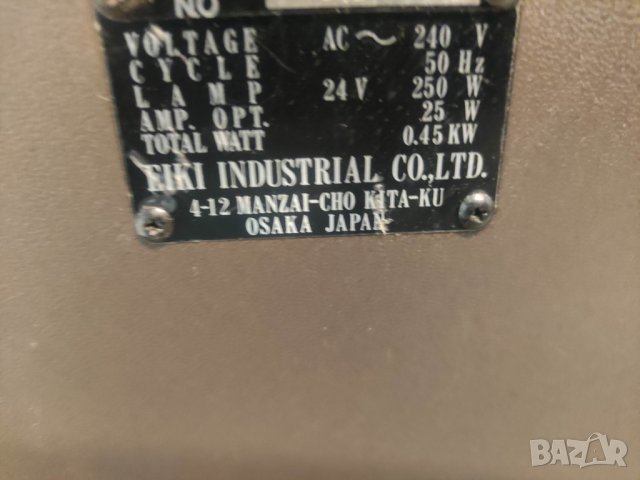 NO
VOLTAGE AC ~ 240 V
CYCLE 50 Hz
LAMP 24 V 250 W
AMP. OPT. 25 W
TOTAL WATT 0.45 KW
EIKI INDUSTRIAL CO.,LTD.
4-12 MANZAI-CHO KITA-KU
OSAKA JAPAN
BAZAR